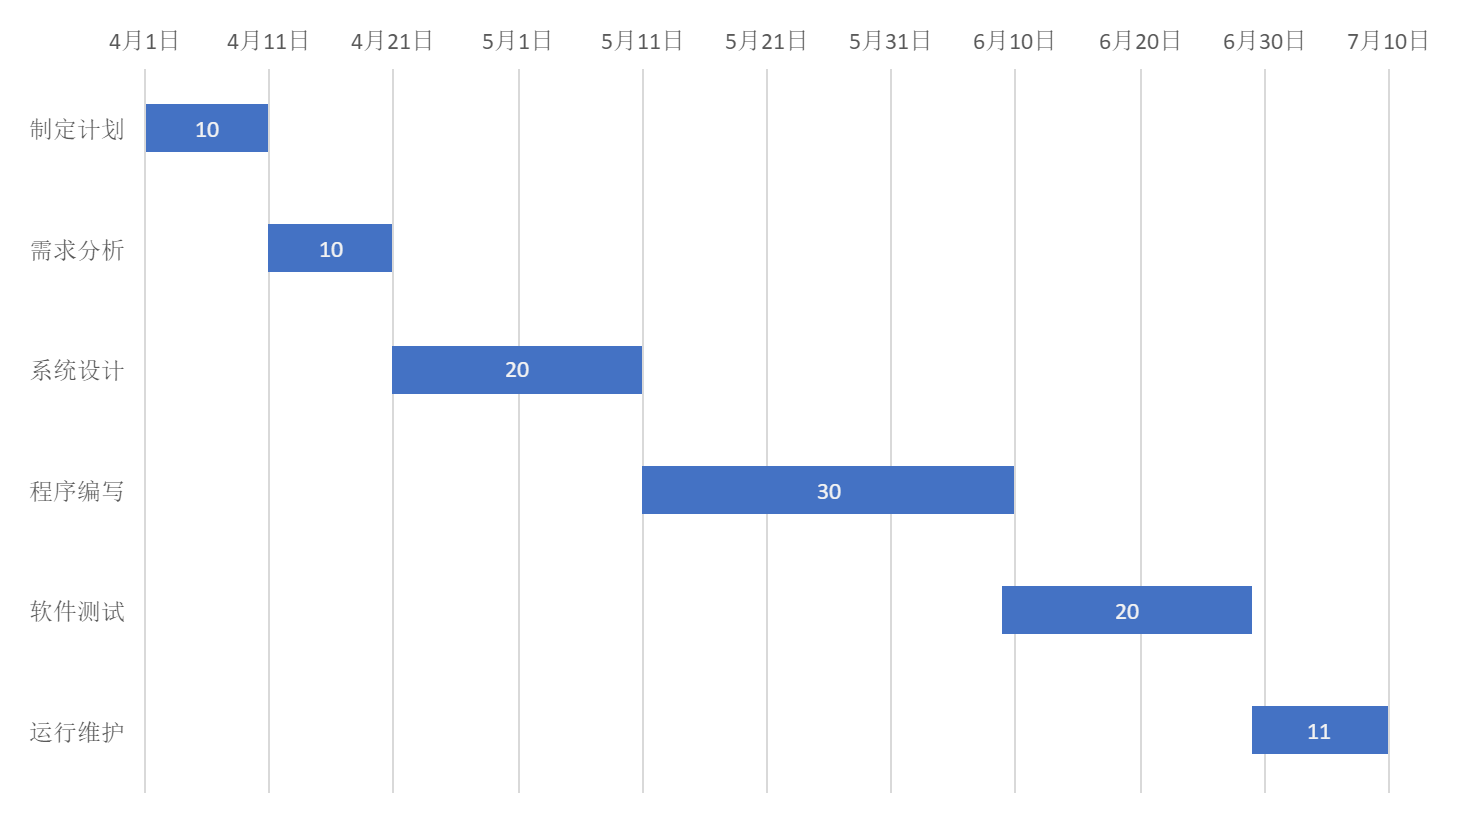 4月1日 4月11日 4月21日 5月1日 5月11日 5月21日 5月31日 6月10日 6月20日 6月30日 7月10日
制定计划 10
需求分析 10
系统设计 20
程序编写 30
软件测试 20
运行维护 11